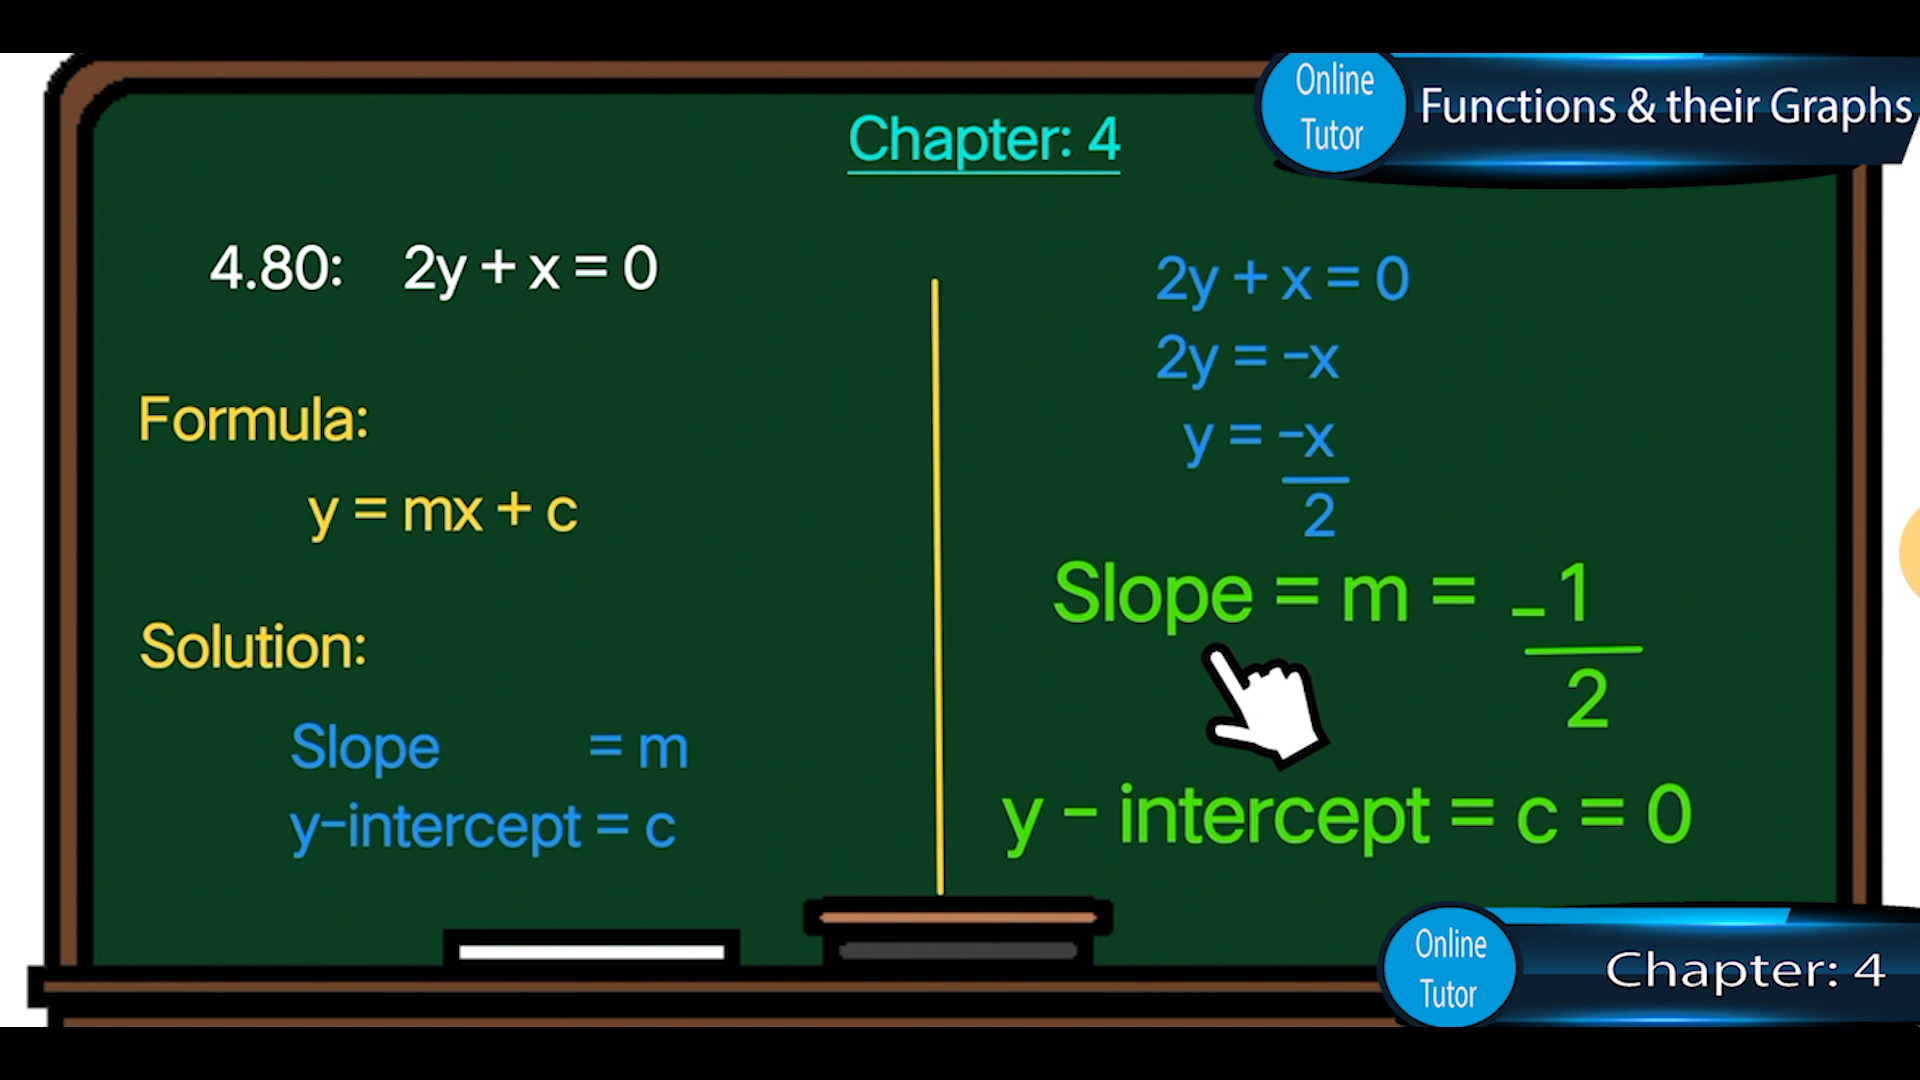 Online
Tutor
Functions & their Graphs
Chapter: 4
4.80: 2y + x = 0
Formula:
y = mx + c
Solution:
Slope = m
y-intercept = c
2y + x = 0
2y = -x
y = -x
2
Slope = m = -1
2
y - intercept = c = 0
Online
Tutor
Chapter: 4